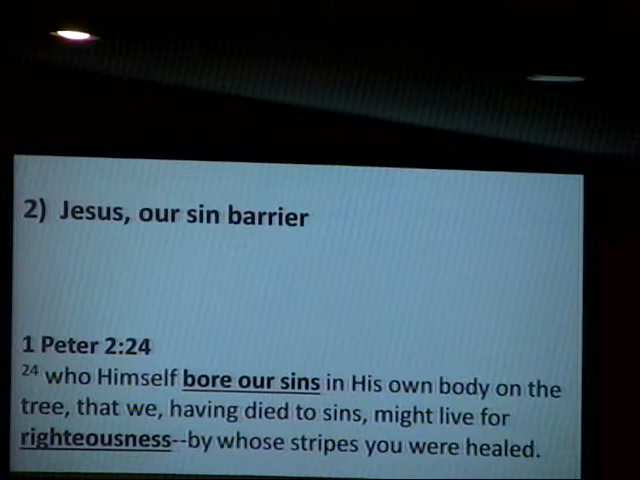 2) Jesus, our sin barrier
1 Peter 2:24
24 who Himself bore our sins in His own body on the
tree, that we, having died to sins, might live for
righteousness--by whose stripes you were healed.